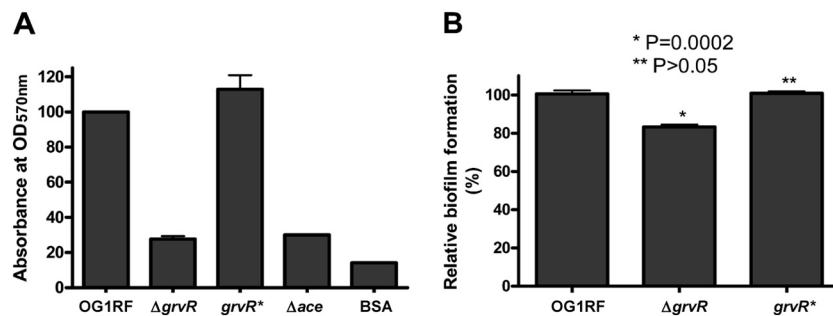 A
Absorbance at OD570nm
120
100
80
60
40
20
0
OG1RF ΔgrvR grvR* Δace BSA
B
* P=0.0002
** P>0.05
Relative biofilm formation
(%)
100
80
60
40
20
0
*
**
OG1RF ΔgrvR grvR*